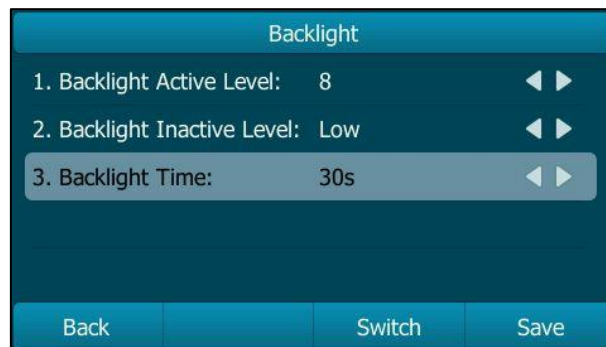 Backlight
1. Backlight Active Level: 8
2. Backlight Inactive Level: Low
3. Backlight Time: 30s
Back Switch Save